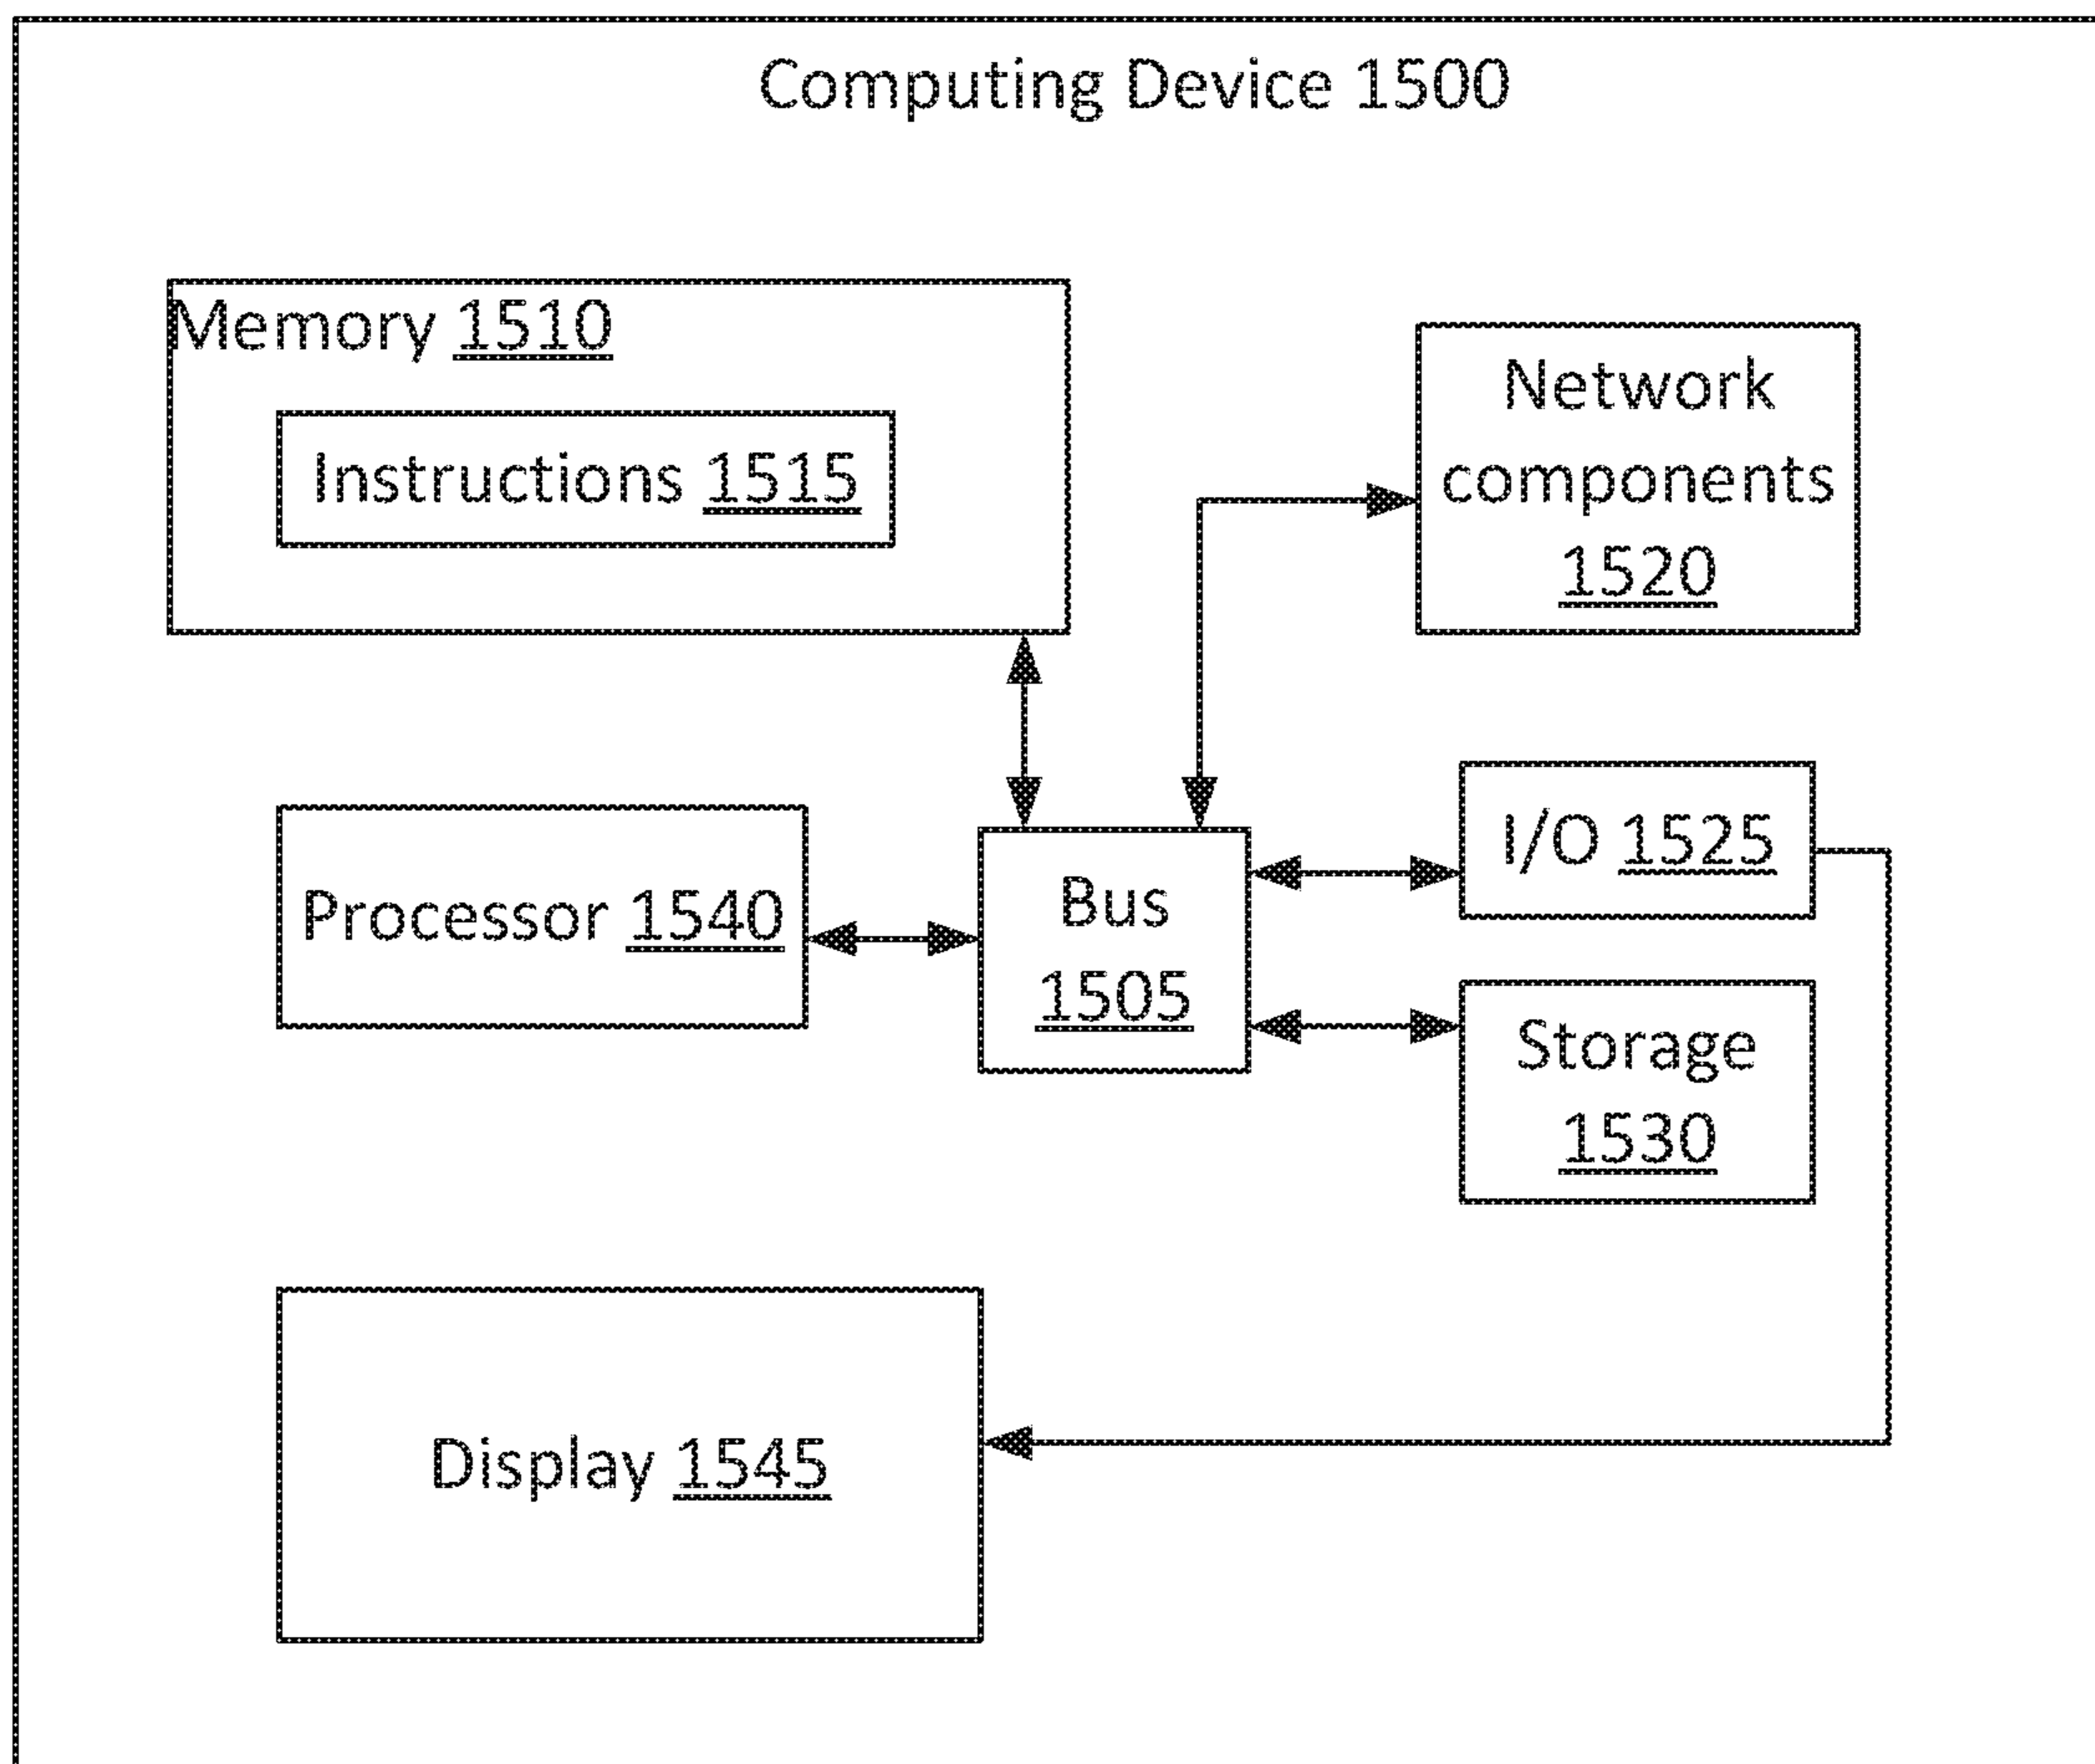 Computing Device 1500
Memory 1510
Instructions 1515
Network
components
1520
Processor 1540
Bus
1505
I/O 1525
Storage
1530
Display 1545